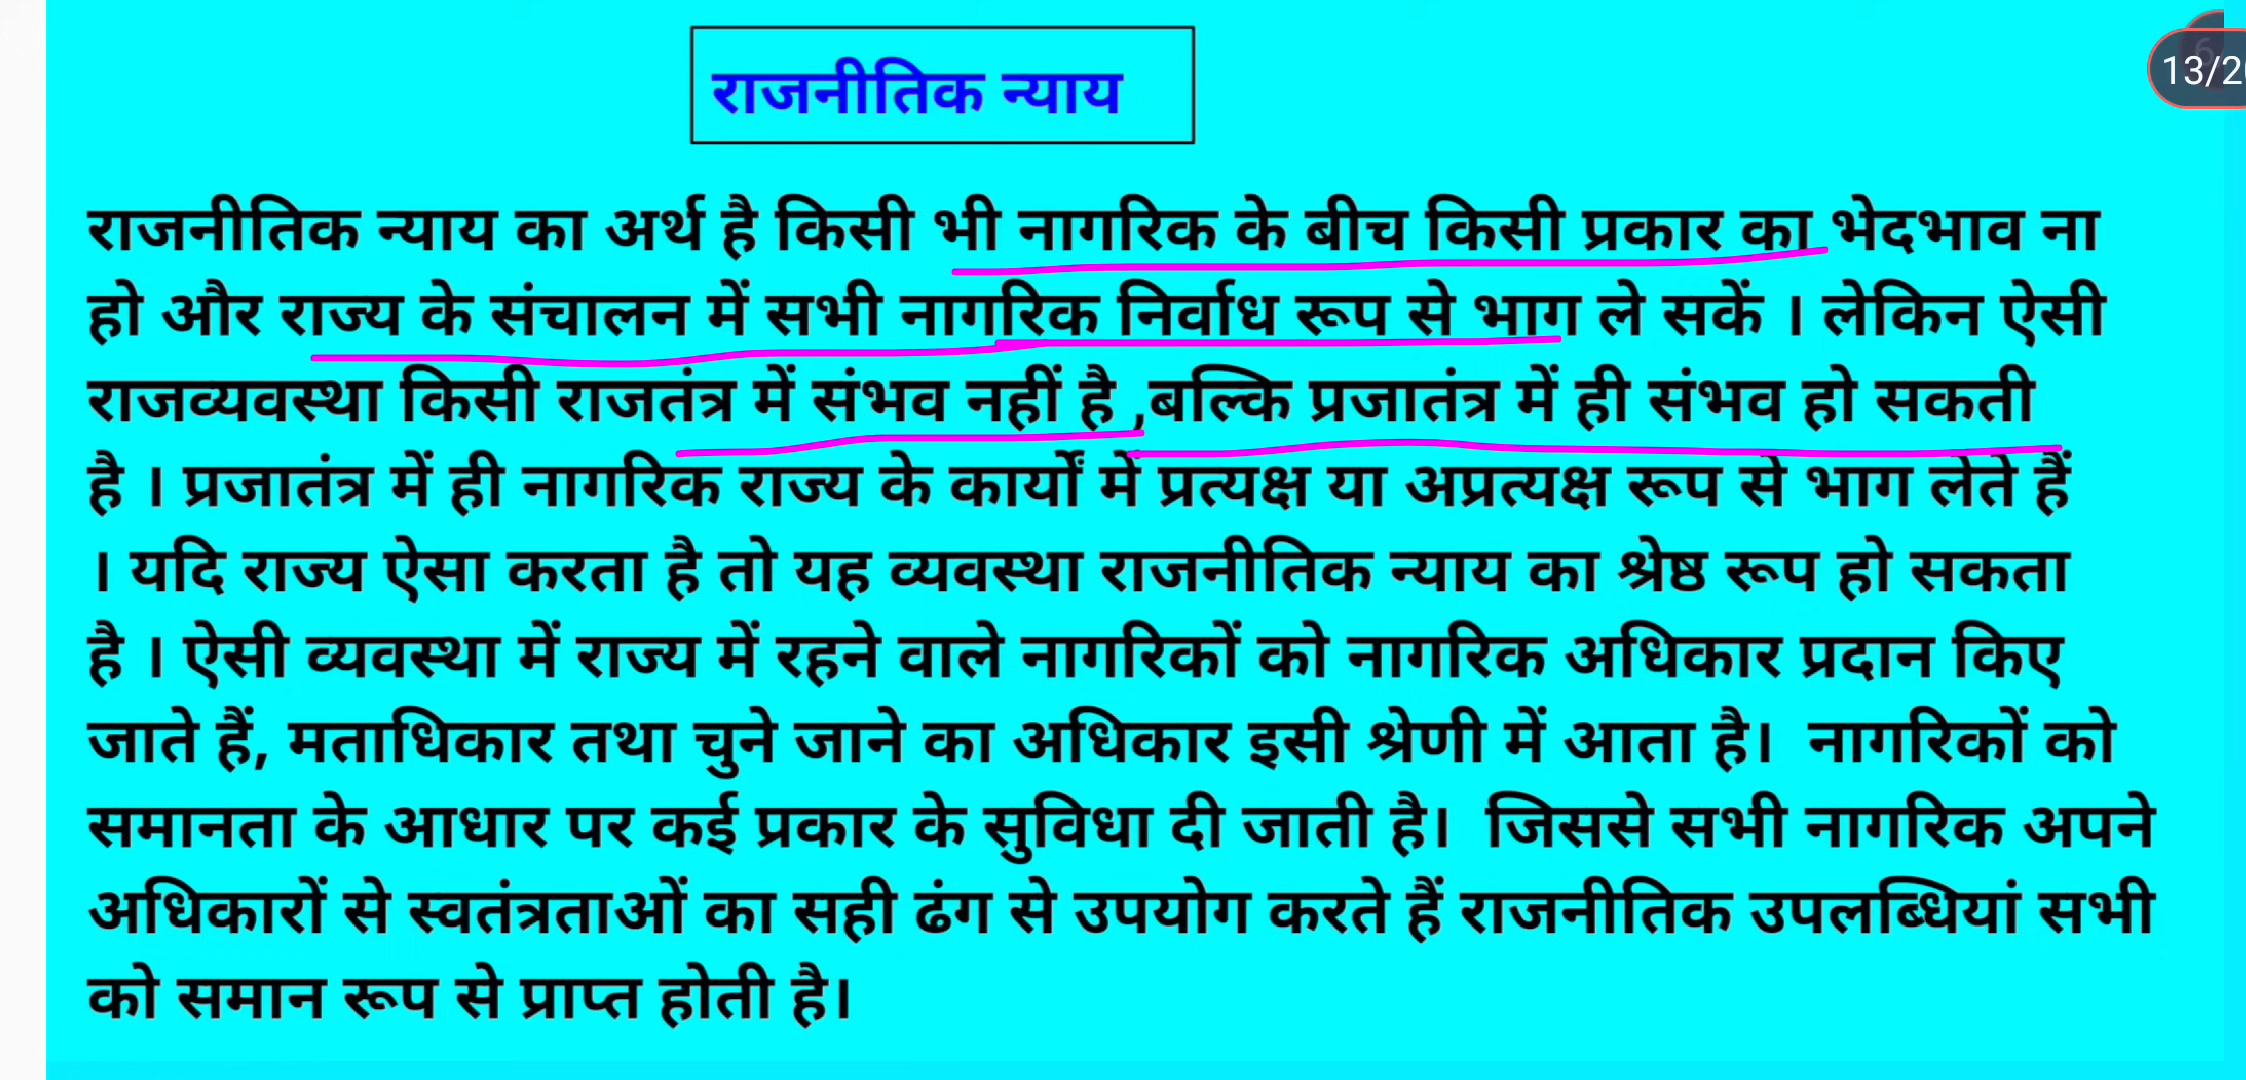 राजनीतिक न्याय
13/20
राजनीतिक न्याय का अर्थ है किसी भी नागरिक के बीच किसी प्रकार का भेदभाव ना
हो और राज्य के संचालन में सभी नागरिक निर्वाध रूप से भाग ले सकें । लेकिन ऐसी
राजव्यवस्था किसी राजतंत्र में संभव नहीं है ,बल्कि प्रजातंत्र में ही संभव हो सकती
है । प्रजातंत्र में ही नागरिक राज्य के कार्यों में प्रत्यक्ष या अप्रत्यक्ष रूप से भाग लेते हैं
। यदि राज्य ऐसा करता है तो यह व्यवस्था राजनीतिक न्याय का श्रेष्ठ रूप हो सकता
है । ऐसी व्यवस्था में राज्य में रहने वाले नागरिकों को नागरिक अधिकार प्रदान किए
जाते हैं, मताधिकार तथा चुने जाने का अधिकार इसी श्रेणी में आता है। नागरिकों को
समानता के आधार पर कई प्रकार के सुविधा दी जाती है। जिससे सभी नागरिक अपने
अधिकारों से स्वतंत्रताओं का सही ढंग से उपयोग करते हैं राजनीतिक उपलब्धियां सभी
को समान रूप से प्राप्त होती है।